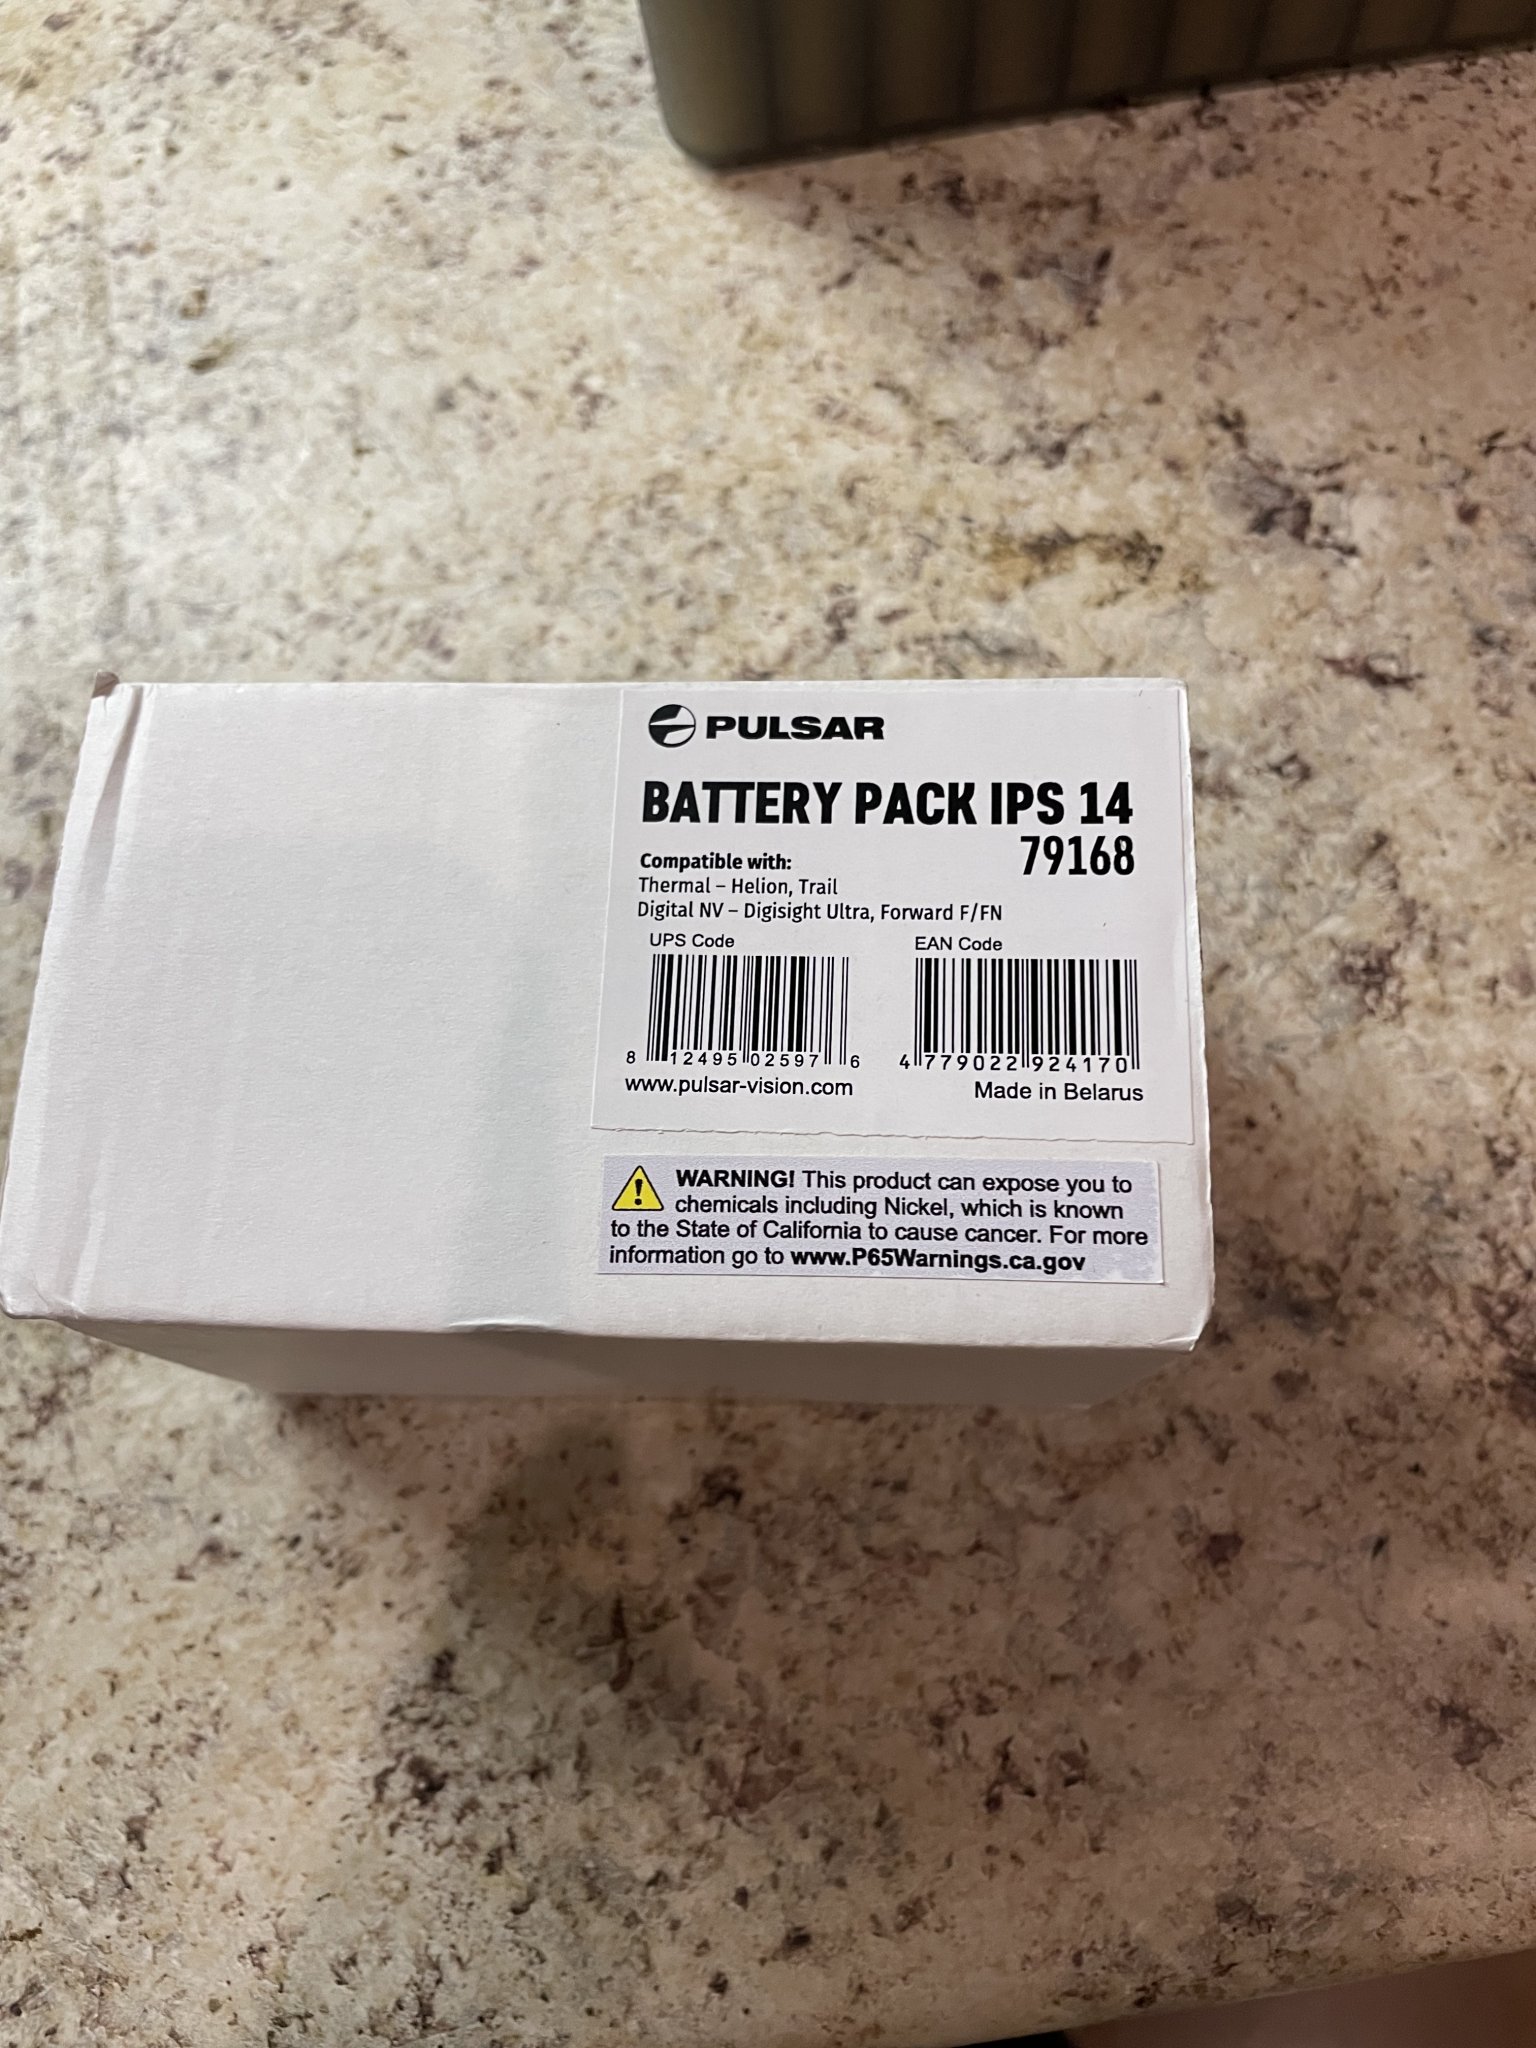 PULSAR
BATTERY PACK IPS 14
79168
Compatible with:
Thermal – Helion, Trail
Digital NV – Digisight Ultra, Forward F/FN
UPS Code
EAN Code
8 12495 02597 6
4 779022 924170
www.pulsar-vision.com
Made in Belarus
WARNING! This product can expose you to
chemicals including Nickel, which is known
to the State of California to cause cancer. For more
information go to www.P65Warnings.ca.gov